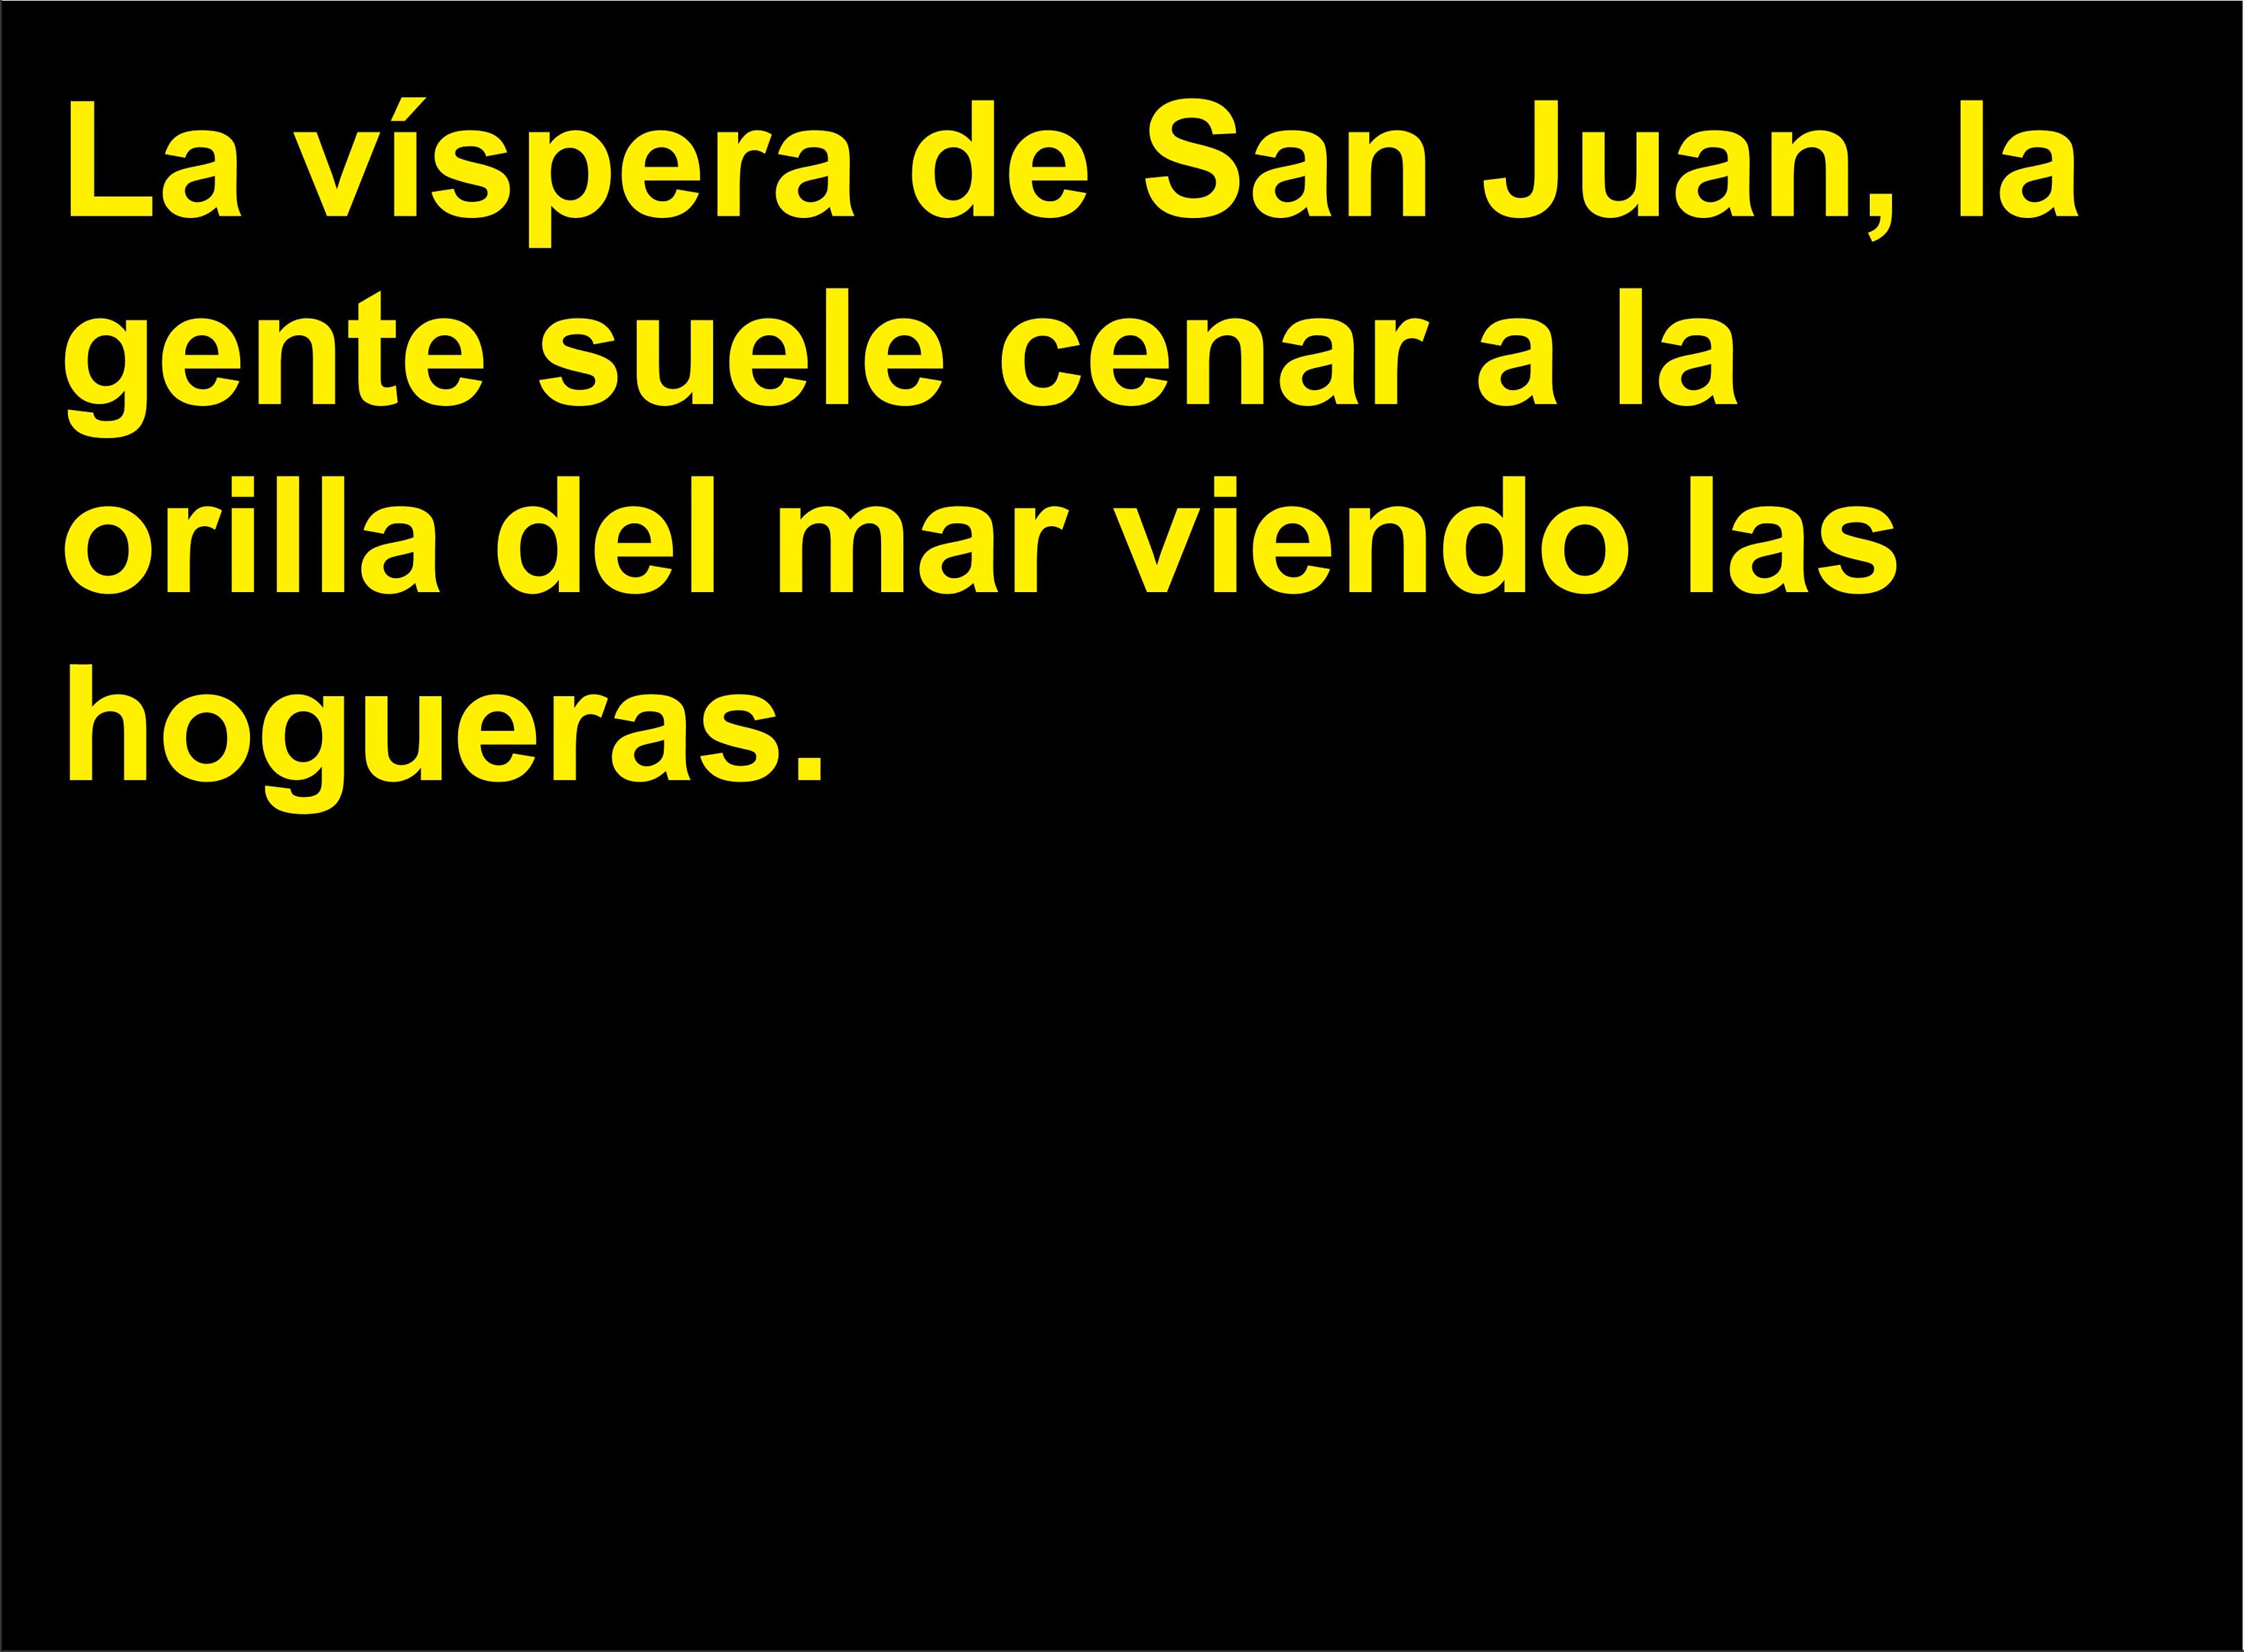 La víspera de San Juan, la
gente suele cenar a la
orilla del mar viendo las
hogueras.